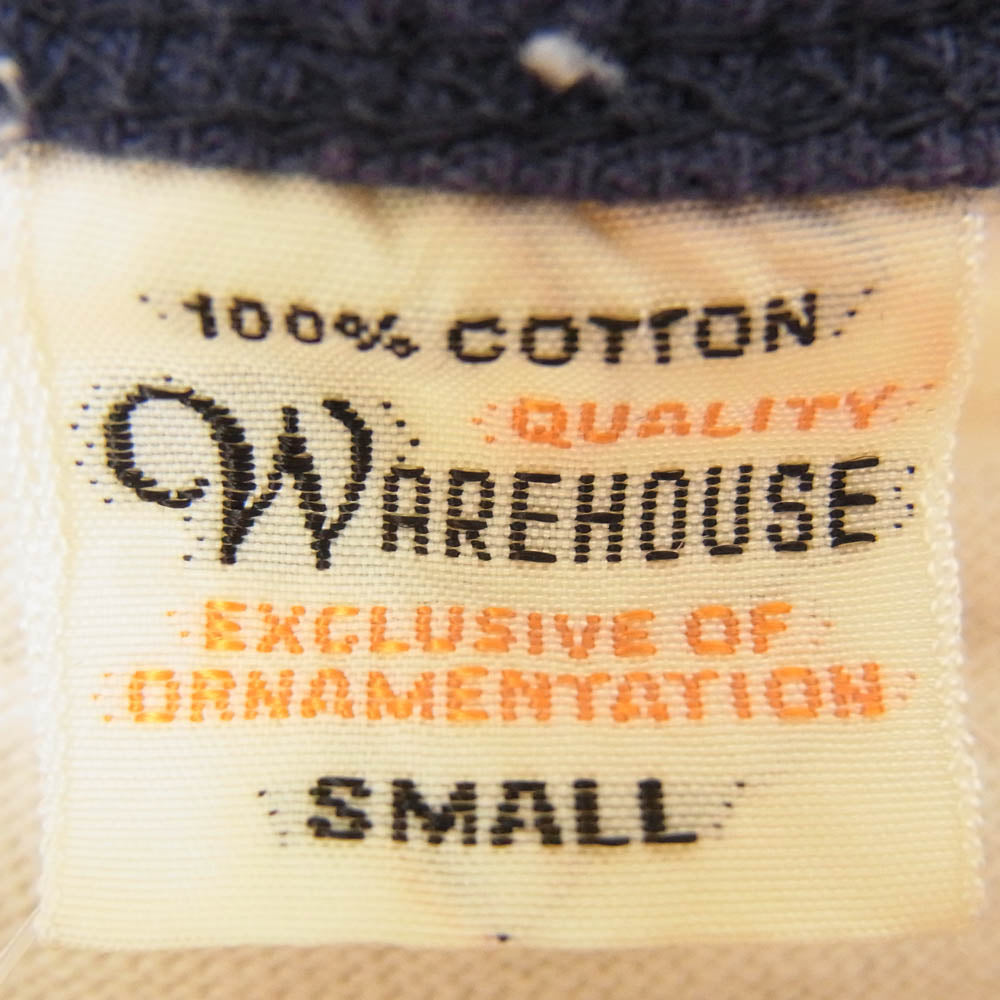 100% COTTON
QUALITY
WAREHOUSE
EXCLUSIVE OF
ORNAMENTATION
SMALL